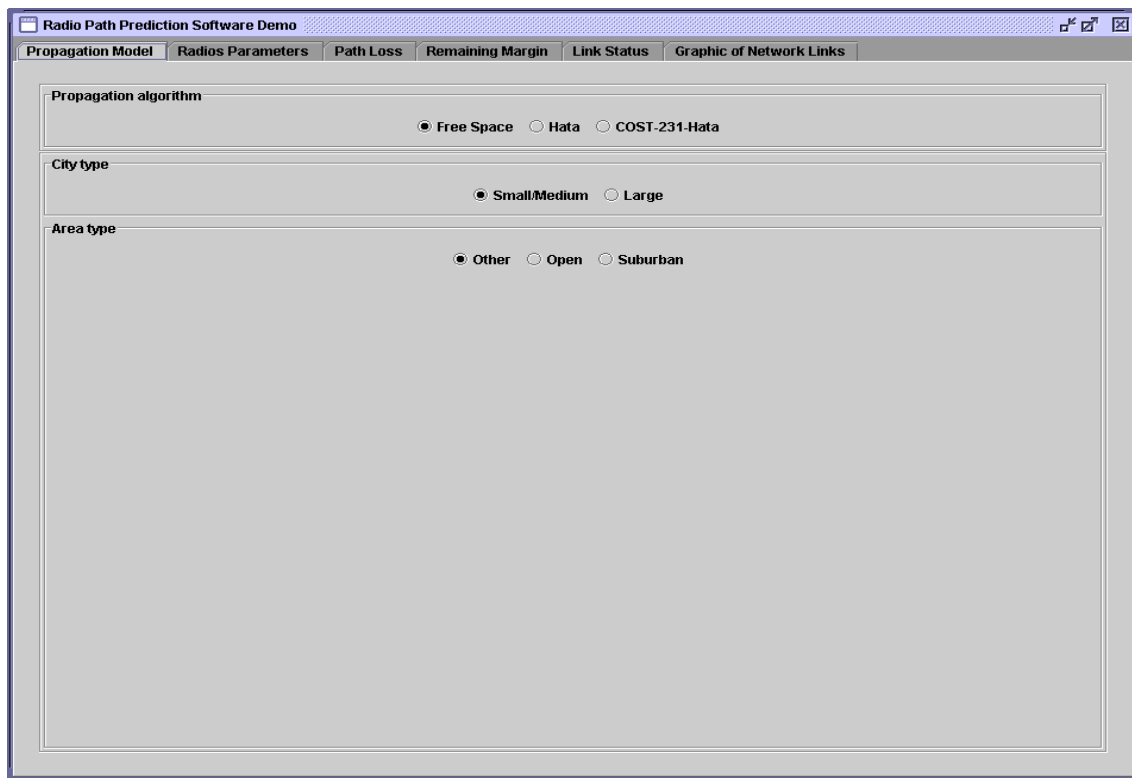 Radio Path Prediction Software Demo
Propagation Model Radios Parameters Path Loss Remaining Margin Link Status Graphic of Network Links
Propagation algorithm
Free Space Hata COST-231-Hata
City type
Small/Medium Large
Area type
Other Open Suburban